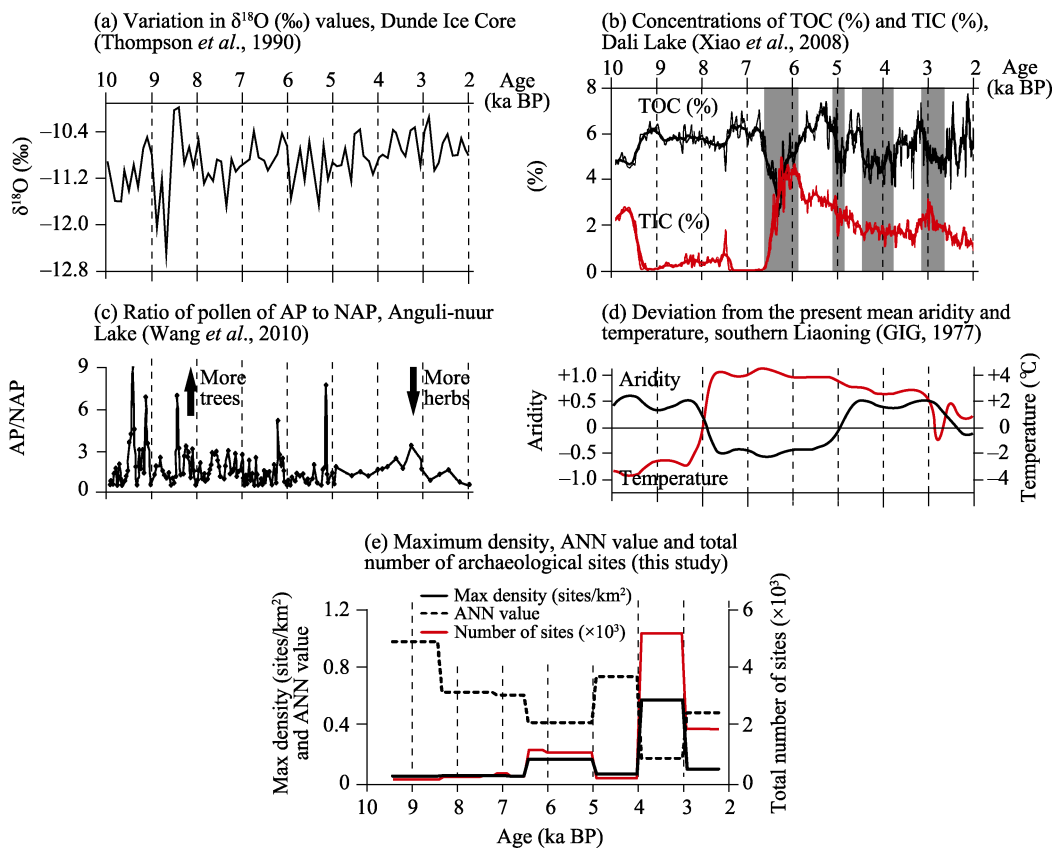 (a) Variation in δ¹⁸O (‰) values, Dunde Ice Core
(Thompson et al., 1990)
10 9 8 7 6 5 4 3 2
Age
(ka BP)
−10.4
−11.2
−12.0
−12.8
δ¹⁸O (‰)
(b) Concentrations of TOC (%) and TIC (%),
Dali Lake (Xiao et al., 2008)
10 9 8 7 6 5 4 3 2
Age
(ka BP)
8
6
4
2
0
(%)
TOC (%)
TIC (%)
(c) Ratio of pollen of AP to NAP, Anguli-nuur
Lake (Wang et al., 2010)
9
6
3
0
AP/NAP
More
trees
More
herbs
(d) Deviation from the present mean aridity and
temperature, southern Liaoning (GIG, 1977)
+1.0
+0.5
0
−0.5
−1.0
Aridity
Aridity
Temperature
+4
+2
0
−2
−4
Temperature (℃)
(e) Maximum density, ANN value and total
number of archaeological sites (this study)
Max density (sites/km²)
ANN value
Number of sites (×10³)
1.2
0.8
0.4
0
Max density (sites/km²)
and ANN value
6
4
2
0
Total number of sites (×10³)
10 9 8 7 6 5 4 3 2
Age (ka BP)